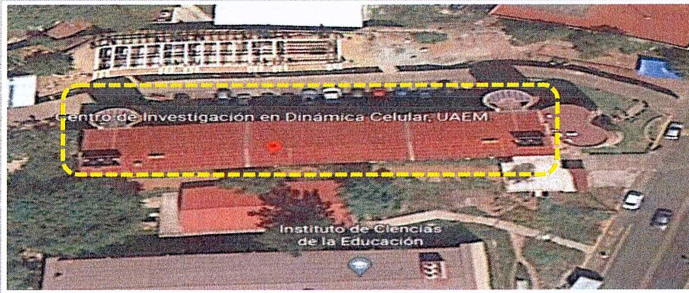 Centro de Investigación en Dinámica Celular, UAEM
Instituto de Ciencias
de la Educación